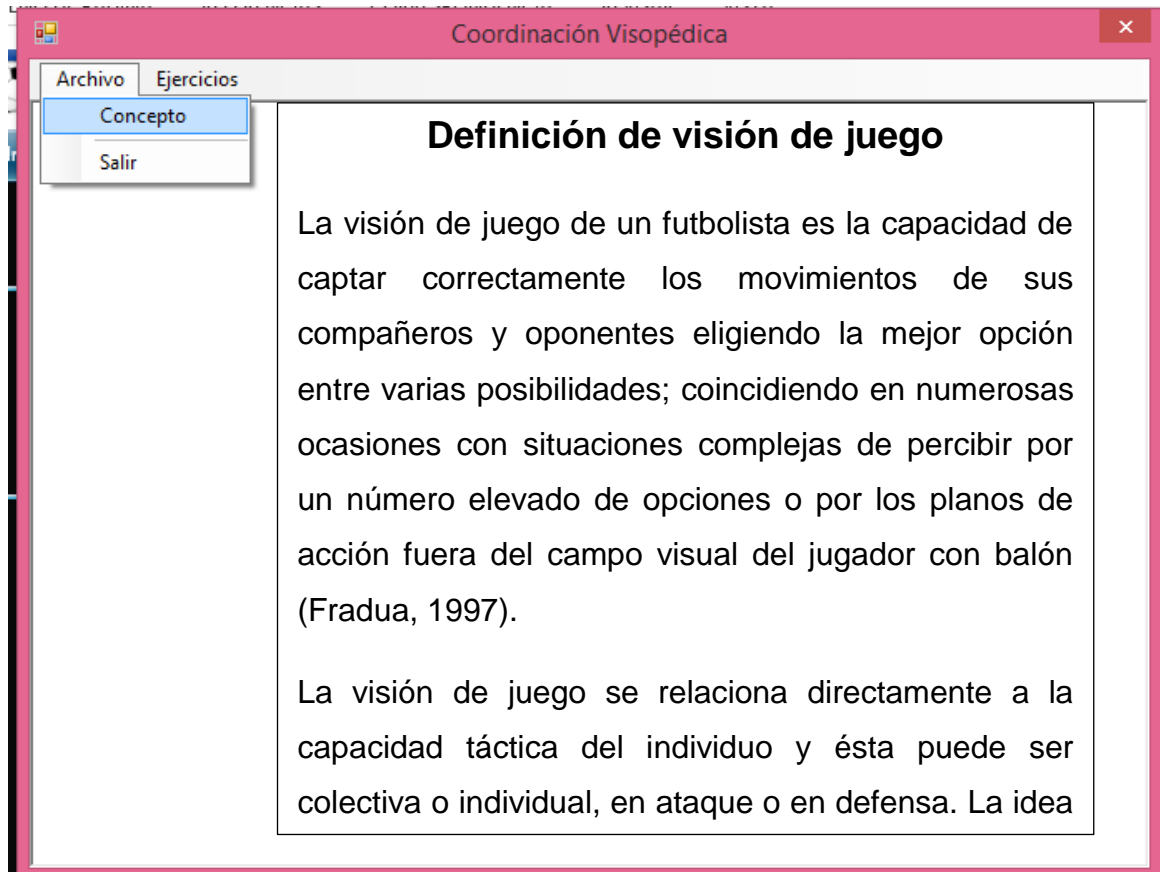 Coordinación Visopédica
Archivo Ejercicios
Concepto
Salir
Definición de visión de juego
La visión de juego de un futbolista es la capacidad de
captar correctamente los movimientos de sus
compañeros y oponentes eligiendo la mejor opción
entre varias posibilidades; coincidiendo en numerosas
ocasiones con situaciones complejas de percibir por
un número elevado de opciones o por los planos de
acción fuera del campo visual del jugador con balón
(Fradua, 1997).
La visión de juego se relaciona directamente a la
capacidad táctica del individuo y ésta puede ser
colectiva o individual, en ataque o en defensa. La idea